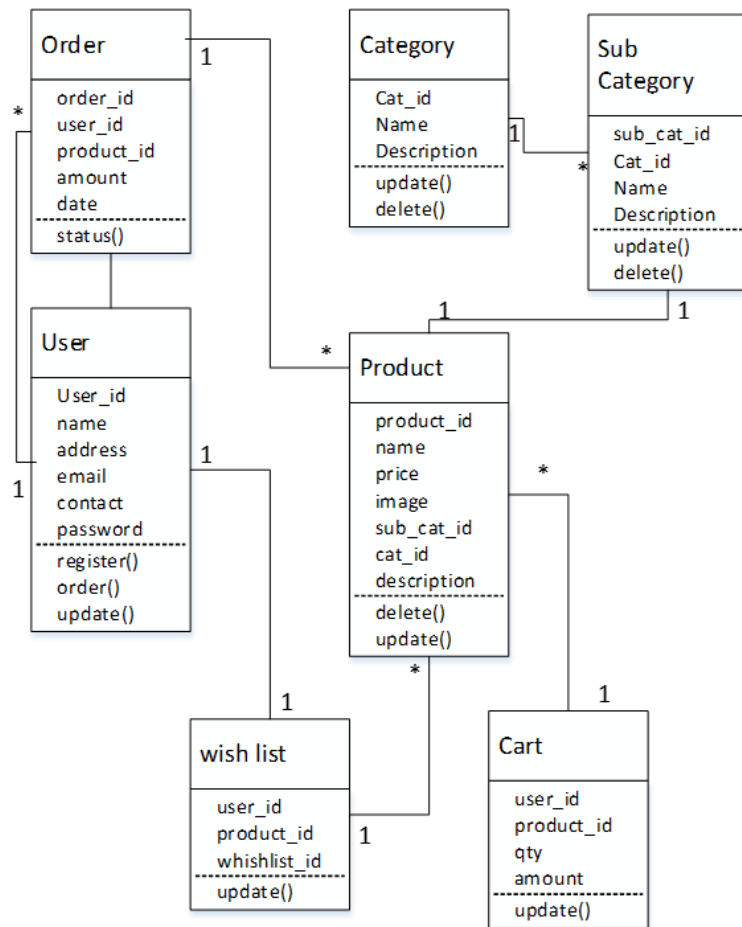 Order
order_id
user_id
product_id
amount
date
status()
1
*
Category
Cat_id
Name
Description
update()
delete()
1
*
Sub
Category
sub_cat_id
Cat_id
Name
Description
update()
delete()
1
1
User
User_id
name
address
email
contact
password
register()
order()
update()
1
1
*
Product
product_id
name
price
image
sub_cat_id
cat_id
description
delete()
update()
*
*
1
wish list
user_id
product_id
whishlist_id
update()
1
1
Cart
user_id
product_id
qty
amount
update()